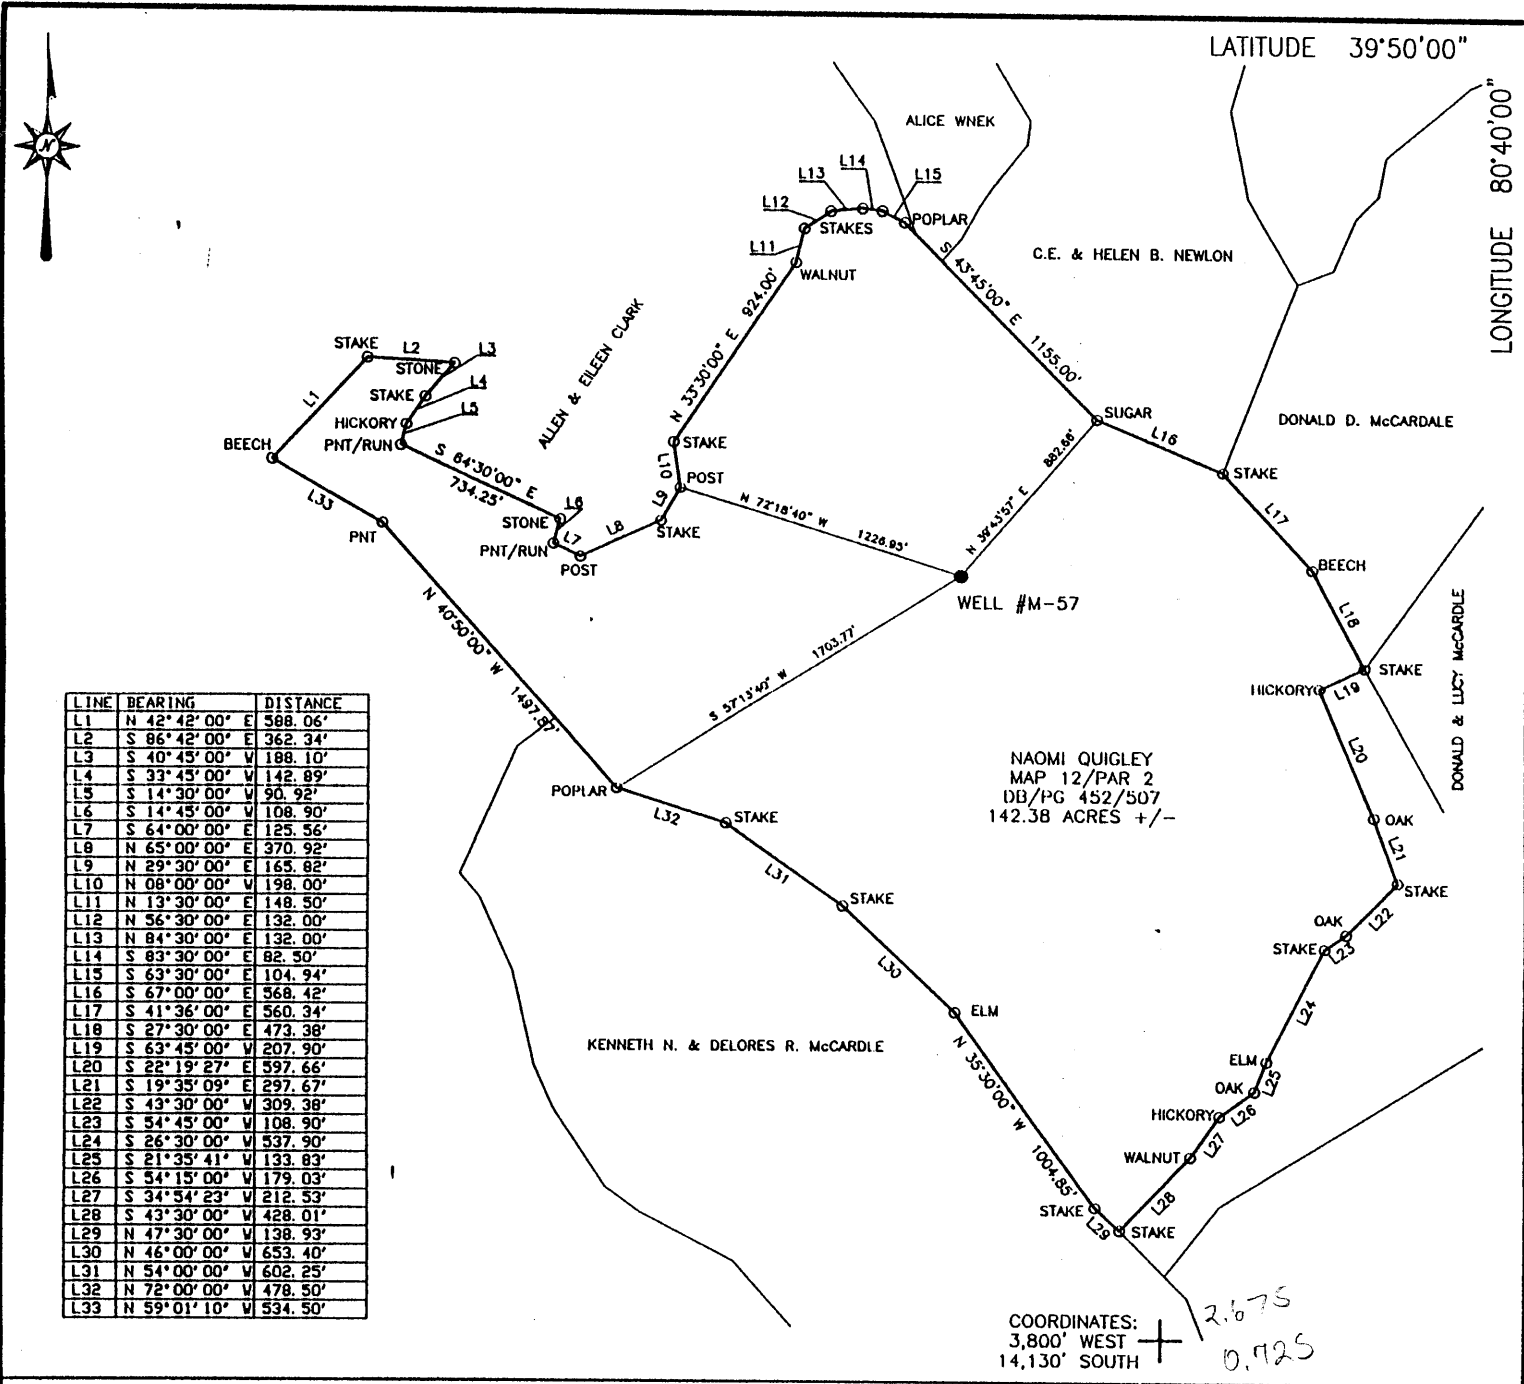 LATITUDE 39°50'00"
LONGITUDE 80°40'00"
N
ALICE WNEK
L14
L13
L15
L12
POPLAR
STAKES
L11
WALNUT
C.E. & HELEN B. NEWLON
S 43°45'00" E 1155.00'
N 33°30'00" E 924.00'
ALLEN & EILEEN CLARK
STAKE
L2
L3
STONE
L1
STAKE
L4
HICKORY
L5
BEECH
PNT/RUN
S 84°30'00" E
734.25'
SUGAR
L16
DONALD D. McCARDALE
STAKE
L10
POST
882.66'
N 39°43'57" E
STAKE
L33
PNT
L6
STONE
L7
L8
L9
STAKE
PNT/RUN
POST
N 72°18'40" W 1226.95'
L17
BEECH
WELL #M-57
L18
DONALD & LUCY McCARDLE
N 40°50'00" W 1497.87'
S 57°13'40" W 1703.77'
STAKE
HICKORY
L19
LINE BEARING DISTANCE
L1 N 42°42'00" E 588.06'
L2 S 86°42'00" E 362.34'
L3 S 40°45'00" W 188.10'
L4 S 33°45'00" W 142.89'
L5 S 14°30'00" W 90.92'
L6 S 14°45'00" W 108.90'
L7 S 64°00'00" E 125.56'
L8 N 65°00'00" E 370.92'
L9 N 29°30'00" E 165.82'
L10 N 08°00'00" W 198.00'
L11 N 13°30'00" E 148.50'
L12 N 56°30'00" E 132.00'
L13 N 84°30'00" E 132.00'
L14 S 83°30'00" E 82.50'
L15 S 63°30'00" E 104.94'
L16 S 67°00'00" E 568.42'
L17 S 41°36'00" E 560.34'
L18 S 27°30'00" E 473.38'
L19 S 63°45'00" W 207.90'
L20 S 22°19'27" E 597.66'
L21 S 19°35'09" E 297.67'
L22 S 43°30'00" W 309.38'
L23 S 54°45'00" W 108.90'
L24 S 26°30'00" W 537.90'
L25 S 21°35'41" W 133.83'
L26 S 54°15'00" W 179.03'
L27 S 34°54'23" W 212.53'
L28 S 43°30'00" W 428.01'
L29 N 47°30'00" W 138.93'
L30 N 46°00'00" W 653.40'
L31 N 54°00'00" W 602.25'
L32 N 72°00'00" W 478.50'
L33 N 59°01'10" W 534.50'
NAOMI QUIGLEY
MAP 12/PAR 2
DB/PG 452/507
142.38 ACRES +/-
L20
POPLAR
L32
STAKE
OAK
L21
L31
STAKE
STAKE
L22
OAK
STAKE
L23
L30
ELM
L24
KENNETH N. & DELORES R. McCARDLE
N 35°30'00" W 1004.85'
ELM
L25
OAK
L26
HICKORY
L27
WALNUT
L28
STAKE
L29
STAKE
COORDINATES:
3,800' WEST
14,130' SOUTH
2.67S
0.72S